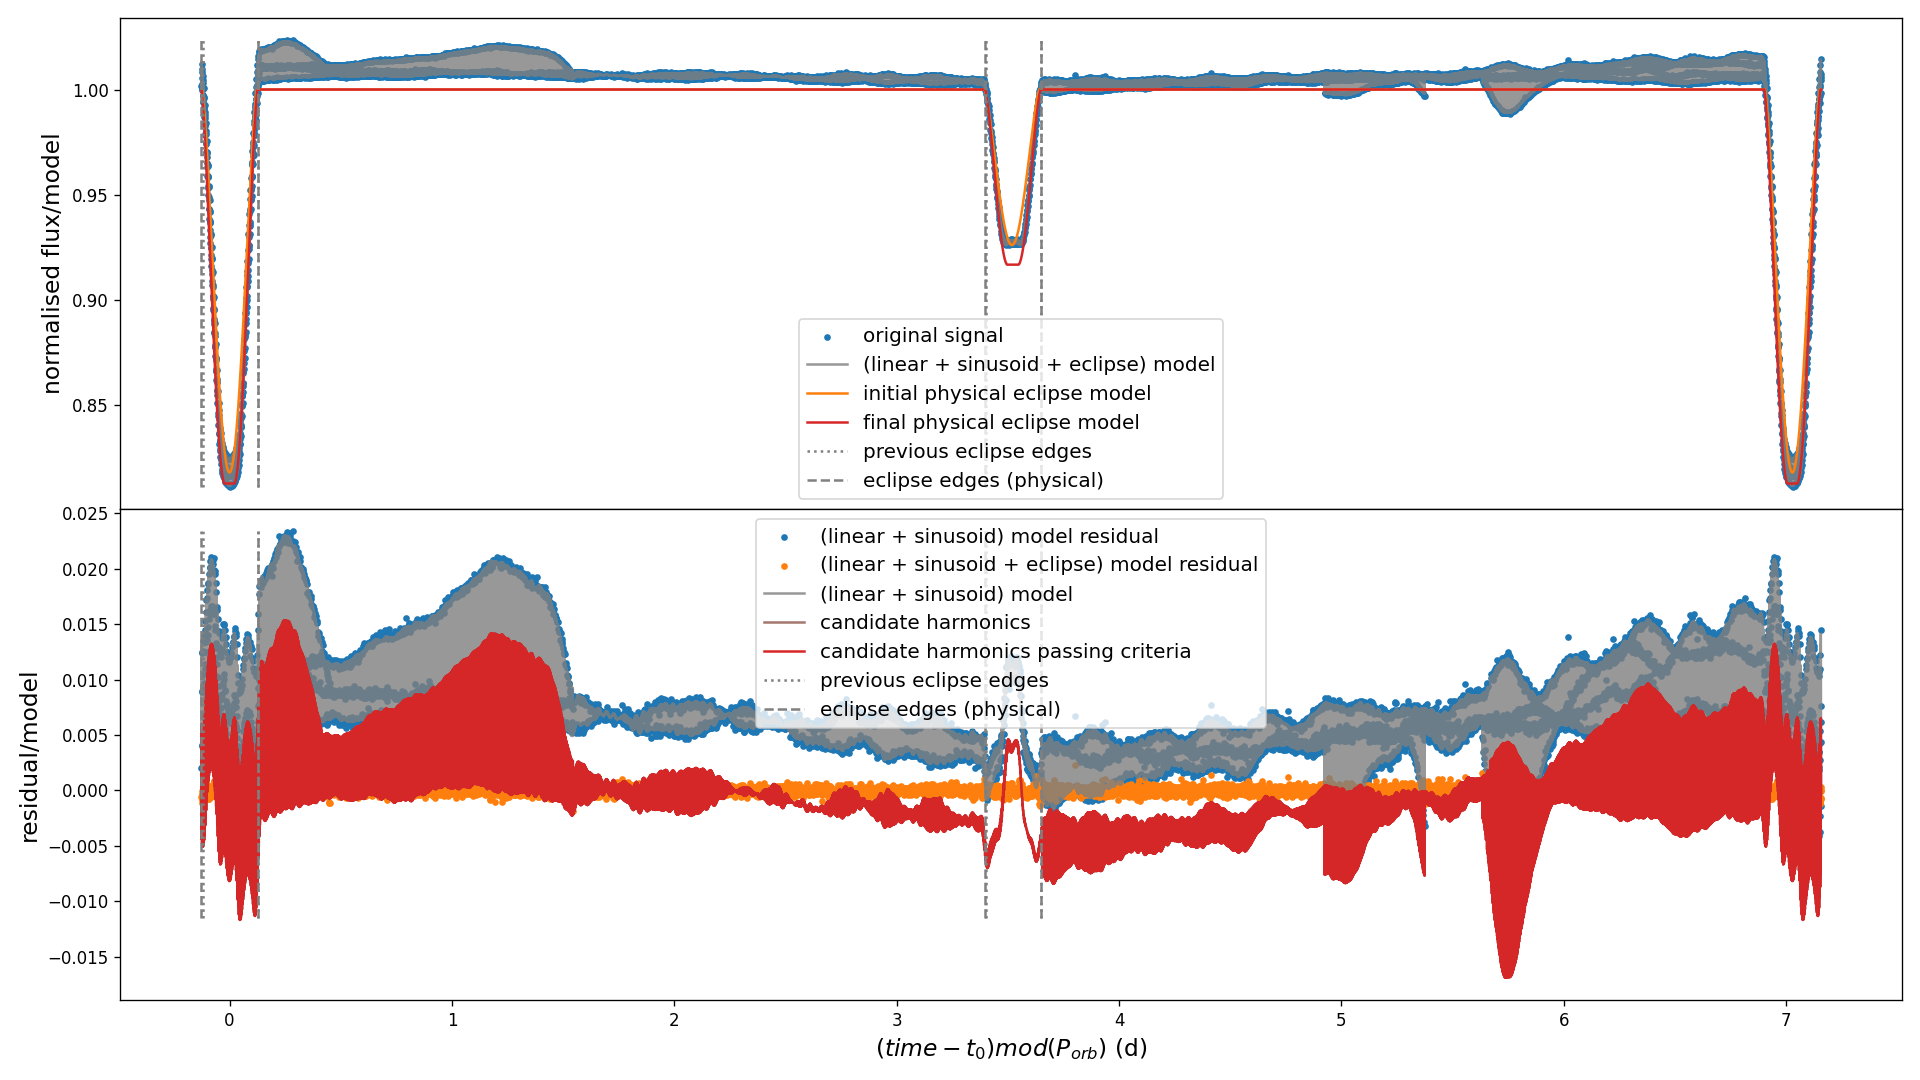 normalised flux/model
1.00
0.95
0.90
0.85
original signal
(linear + sinusoid + eclipse) model
initial physical eclipse model
final physical eclipse model
previous eclipse edges
eclipse edges (physical)
residual/model
0.025
0.020
0.015
0.010
0.005
0.000
−0.005
−0.010
−0.015
(linear + sinusoid) model residual
(linear + sinusoid + eclipse) model residual
(linear + sinusoid) model
candidate harmonics
candidate harmonics passing criteria
previous eclipse edges
eclipse edges (physical)
0 1 2 3 4 5 6 7
(time − t₀)mod(P_orb) (d)